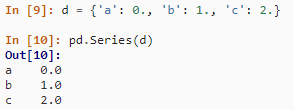 In [9]: d = {'a': 0., 'b': 1., 'c': 2.}
In [10]: pd.Series(d)
Out[10]:
a    0.0
b    1.0
c    2.0